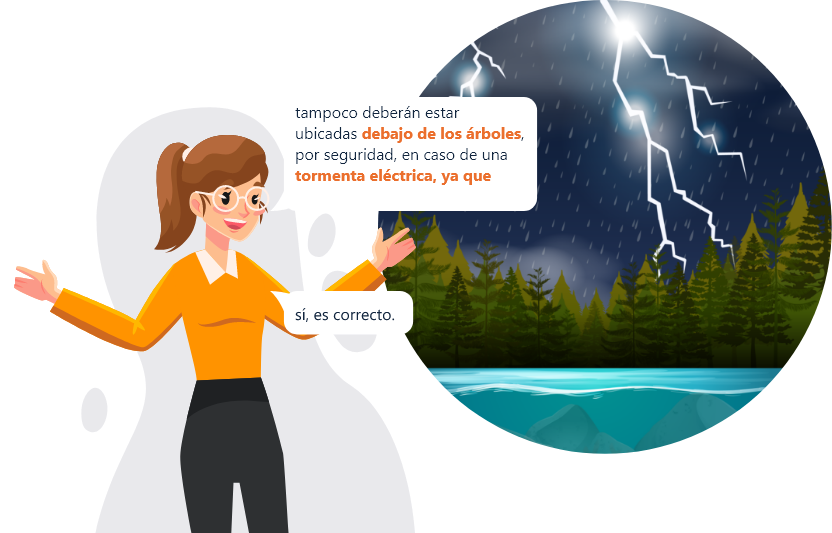 tampoco deberán estar
ubicadas debajo de los árboles,
por seguridad, en caso de una
tormenta eléctrica, ya que
sí, es correcto.